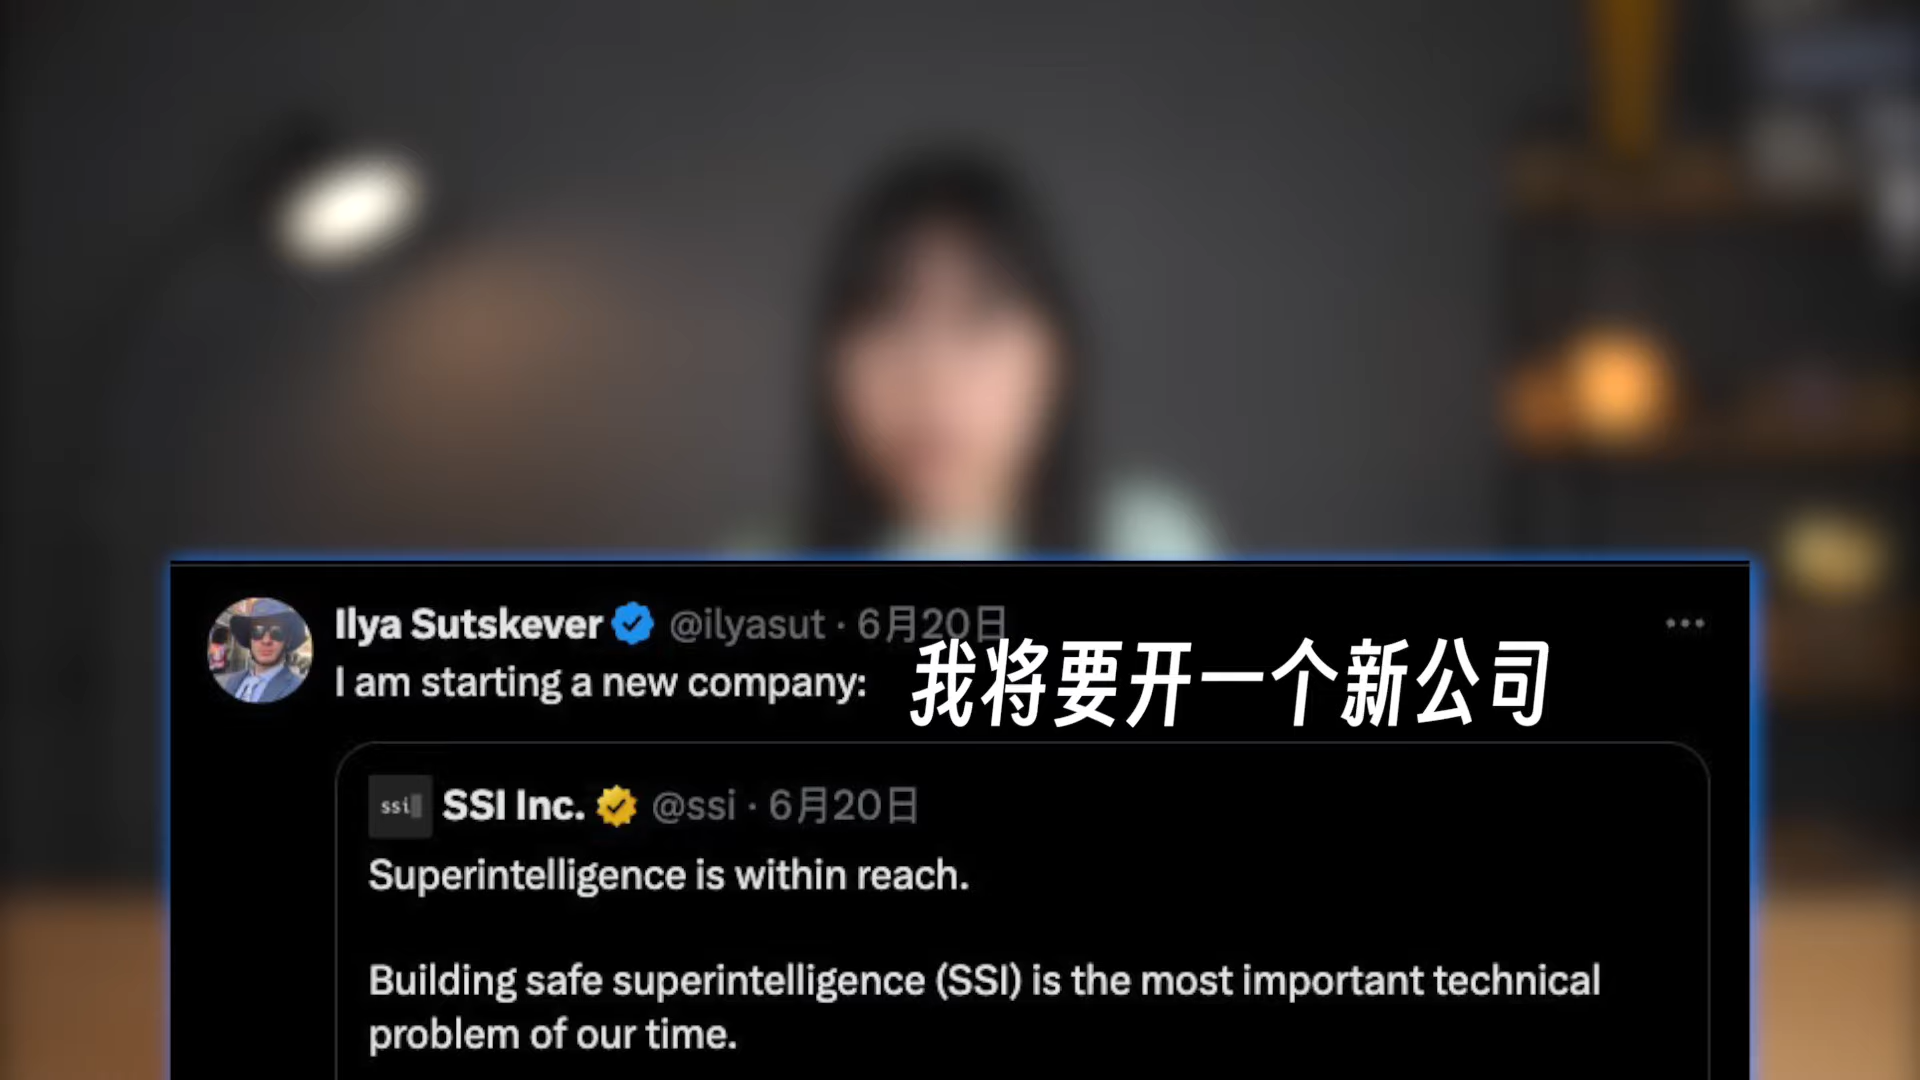 Ilya Sutskever @ilyasut · 6月20日
I am starting a new company:
我将要开一个新公司
ssi
SSI Inc. @ssi · 6月20日
Superintelligence is within reach.
Building safe superintelligence (SSI) is the most important technical
problem of our time.